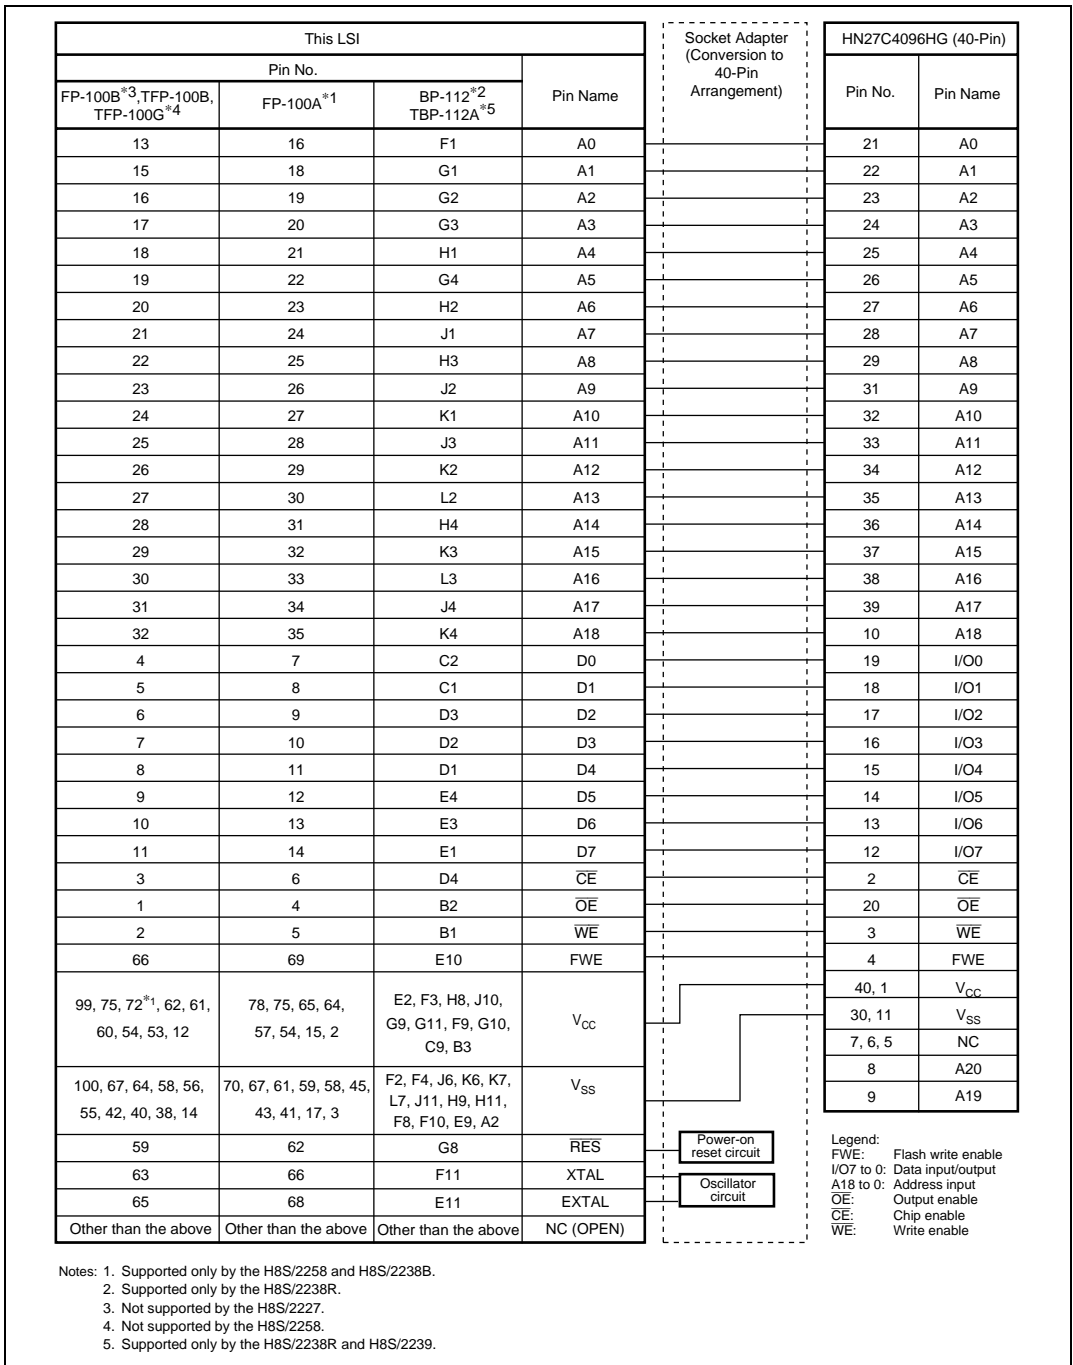 This LSI
Socket Adapter
(Conversion to
40-Pin
Arrangement)
HN27C4096HG (40-Pin)
Pin No.
Pin Name
Pin No.
Pin Name
FP-100B*3,TFP-100B,
TFP-100G*4
FP-100A*1
BP-112*2
TBP-112A*5
13 16 F1 A0 21 A0
15 18 G1 A1 22 A1
16 19 G2 A2 23 A2
17 20 G3 A3 24 A3
18 21 H1 A4 25 A4
19 22 G4 A5 26 A5
20 23 H2 A6 27 A6
21 24 J1 A7 28 A7
22 25 H3 A8 29 A8
23 26 J2 A9 31 A9
24 27 K1 A10 32 A10
25 28 J3 A11 33 A11
26 29 K2 A12 34 A12
27 30 L2 A13 35 A13
28 31 H4 A14 36 A14
29 32 K3 A15 37 A15
30 33 L3 A16 38 A16
31 34 J4 A17 39 A17
32 35 K4 A18 10 A18
4 7 C2 D0 19 I/O0
5 8 C1 D1 18 I/O1
6 9 D3 D2 17 I/O2
7 10 D2 D3 16 I/O3
8 11 D1 D4 15 I/O4
9 12 E4 D5 14 I/O5
10 13 E3 D6 13 I/O6
11 14 E1 D7 12 I/O7
3 6 D4 CE 2 CE
1 4 B2 OE 20 OE
2 5 B1 WE 3 WE
66 69 E10 FWE 4 FWE
99, 75, 72*1, 62, 61,
60, 54, 53, 12
78, 75, 65, 64,
57, 54, 15, 2
E2, F3, H8, J10,
G9, G11, F9, G10,
C9, B3
VCC
40, 1 VCC
30, 11 VSS
7, 6, 5 NC
8 A20
9 A19
100, 67, 64, 58, 56,
55, 42, 40, 38, 14
70, 67, 61, 59, 58, 45,
43, 41, 17, 3
F2, F4, J6, K6, K7,
L7, J11, H9, H11,
F8, F10, E9, A2
VSS
59 62 G8 RES
Power-on
reset circuit
63 66 F11 XTAL
65 68 E11 EXTAL
Oscillator
circuit
Other than the above Other than the above Other than the above NC (OPEN)
Legend:
FWE: Flash write enable
I/O7 to 0: Data input/output
A18 to 0: Address input
OE: Output enable
CE: Chip enable
WE: Write enable
Notes: 1. Supported only by the H8S/2258 and H8S/2238B.
2. Supported only by the H8S/2238R.
3. Not supported by the H8S/2227.
4. Not supported by the H8S/2258.
5. Supported only by the H8S/2238R and H8S/2239.